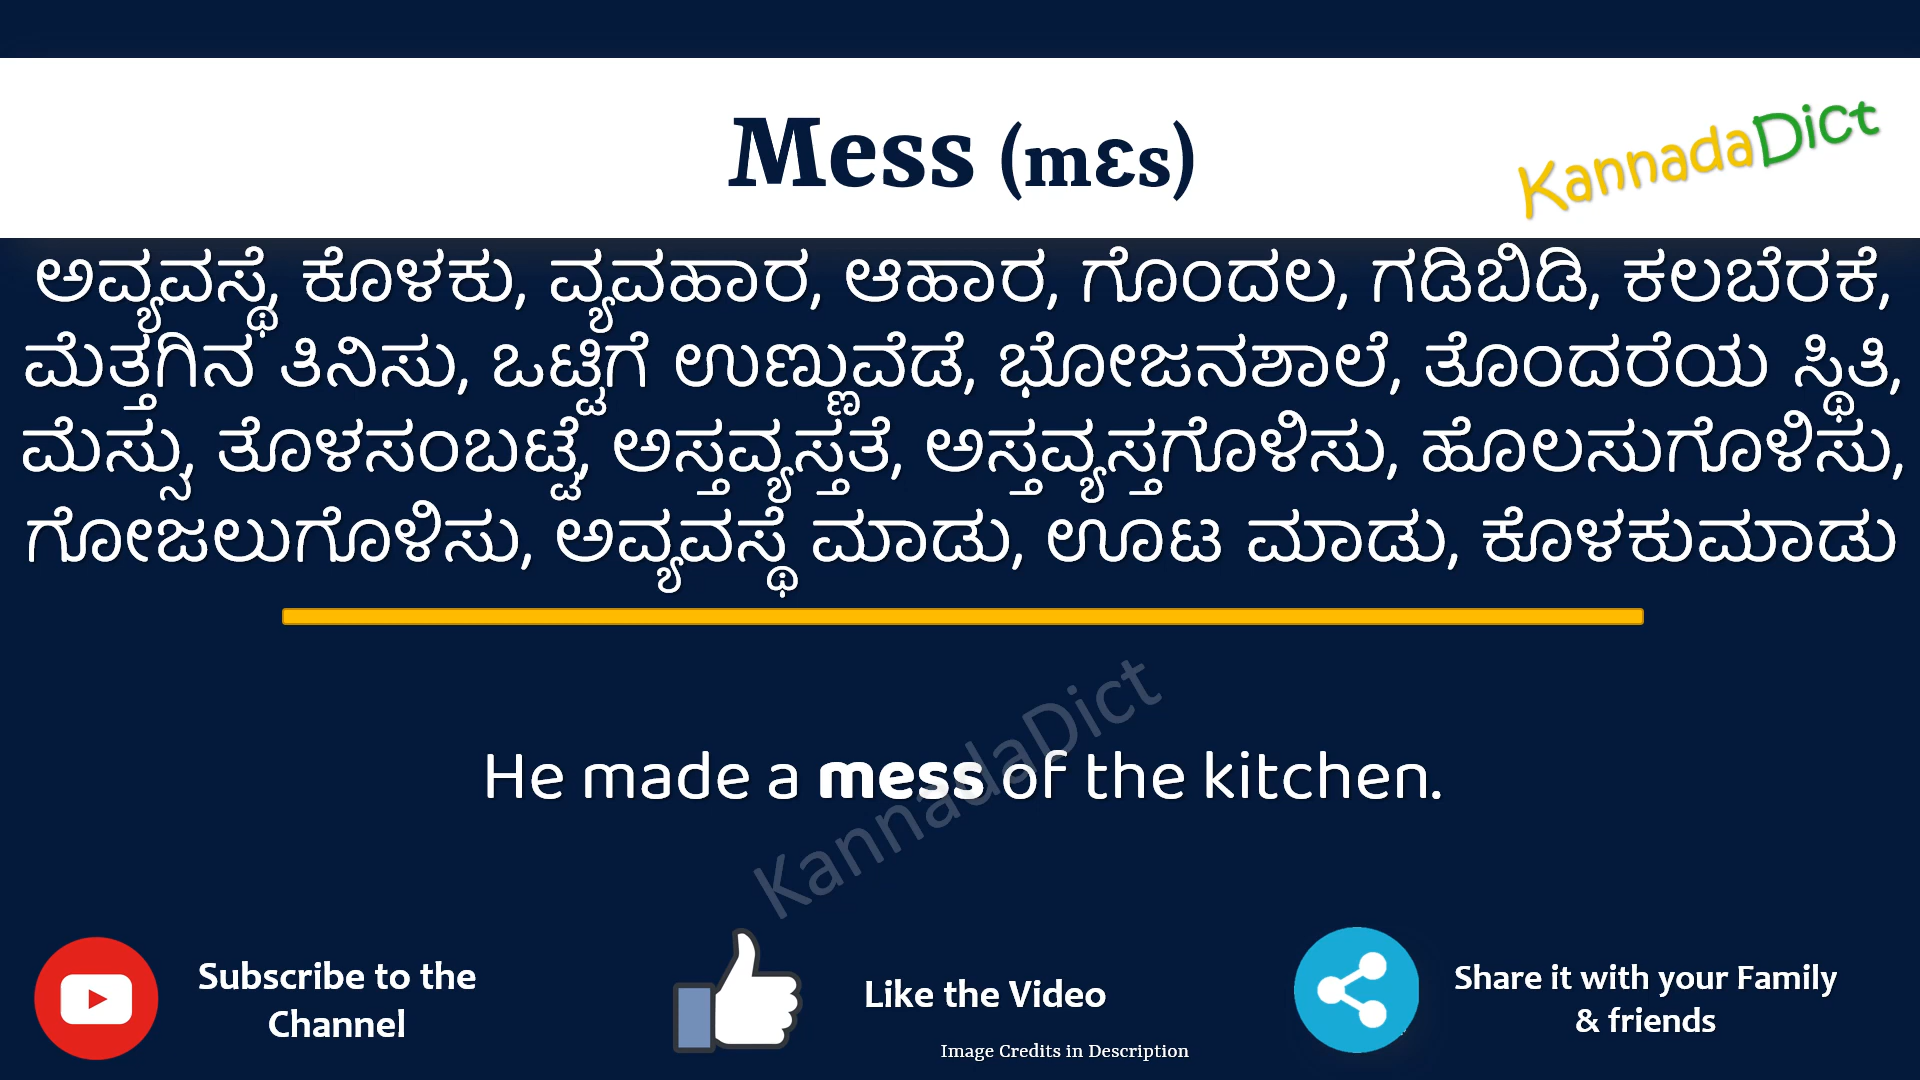 Mess (mɛs)
KannadaDict
ಅವ್ಯವಸ್ಥೆ, ಕೊಳಕು, ವ್ಯವಹಾರ, ಆಹಾರ, ಗೊಂದಲ, ಗಡಿಬಿಡಿ, ಕಲಬೆರಕೆ,
ಮೆತ್ತಗಿನ ತಿನಿಸು, ಒಟ್ಟಿಗೆ ಉಣ್ಣುವೆಡೆ, ಭೋಜನಶಾಲೆ, ತೊಂದರೆಯ ಸ್ಥಿತಿ,
ಮೆಸ್ಸು, ತೊಳಸಂಬಟ್ಟೆ, ಅಸ್ತವ್ಯಸ್ತತೆ, ಅಸ್ತವ್ಯಸ್ತಗೊಳಿಸು, ಹೊಲಸುಗೊಳಿಸು,
ಗೋಜಲುಗೊಳಿಸು, ಅವ್ಯವಸ್ಥೆ ಮಾಡು, ಊಟ ಮಾಡು, ಕೊಳಕುಮಾಡು
He made a mess of the kitchen.
KannadaDict
Subscribe to the
Channel
Like the Video
Share it with your Family
& friends
Image Credits in Description